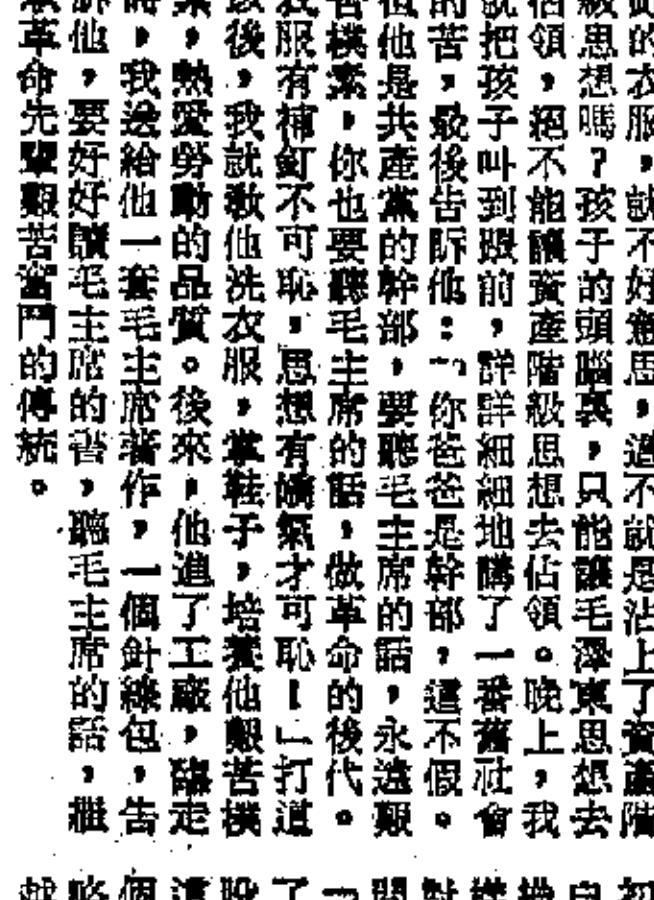 的衣服,就不好意思,這不就是沾上了資產階
級思想嗎?孩子的頭腦裏,只能讓毛澤東思想去
佔領,絕不能讓資產階級思想去佔領。晚上,我
就把孩子叫到跟前,詳詳細細地講了一番舊社會
的苦,最後告訴他:「你爸爸是幹部,這不假。
但他是共產黨的幹部,要聽毛主席的話,永遠艱
苦樸素,你也要聽毛主席的話,做革命的後代。
衣服有補釘不可恥,思想有嬌氣才可恥!」打這
以後,我就教他洗衣服,掌鞋子,培養他艱苦樸
素,熱愛勞動的品質。後來,他進了工廠,臨走
時,我送給他一套毛主席著作,一個針線包,告
訴他,要好好讀毛主席的書,聽毛主席的話,繼
承革命先輩艱苦奮鬥的傳統。